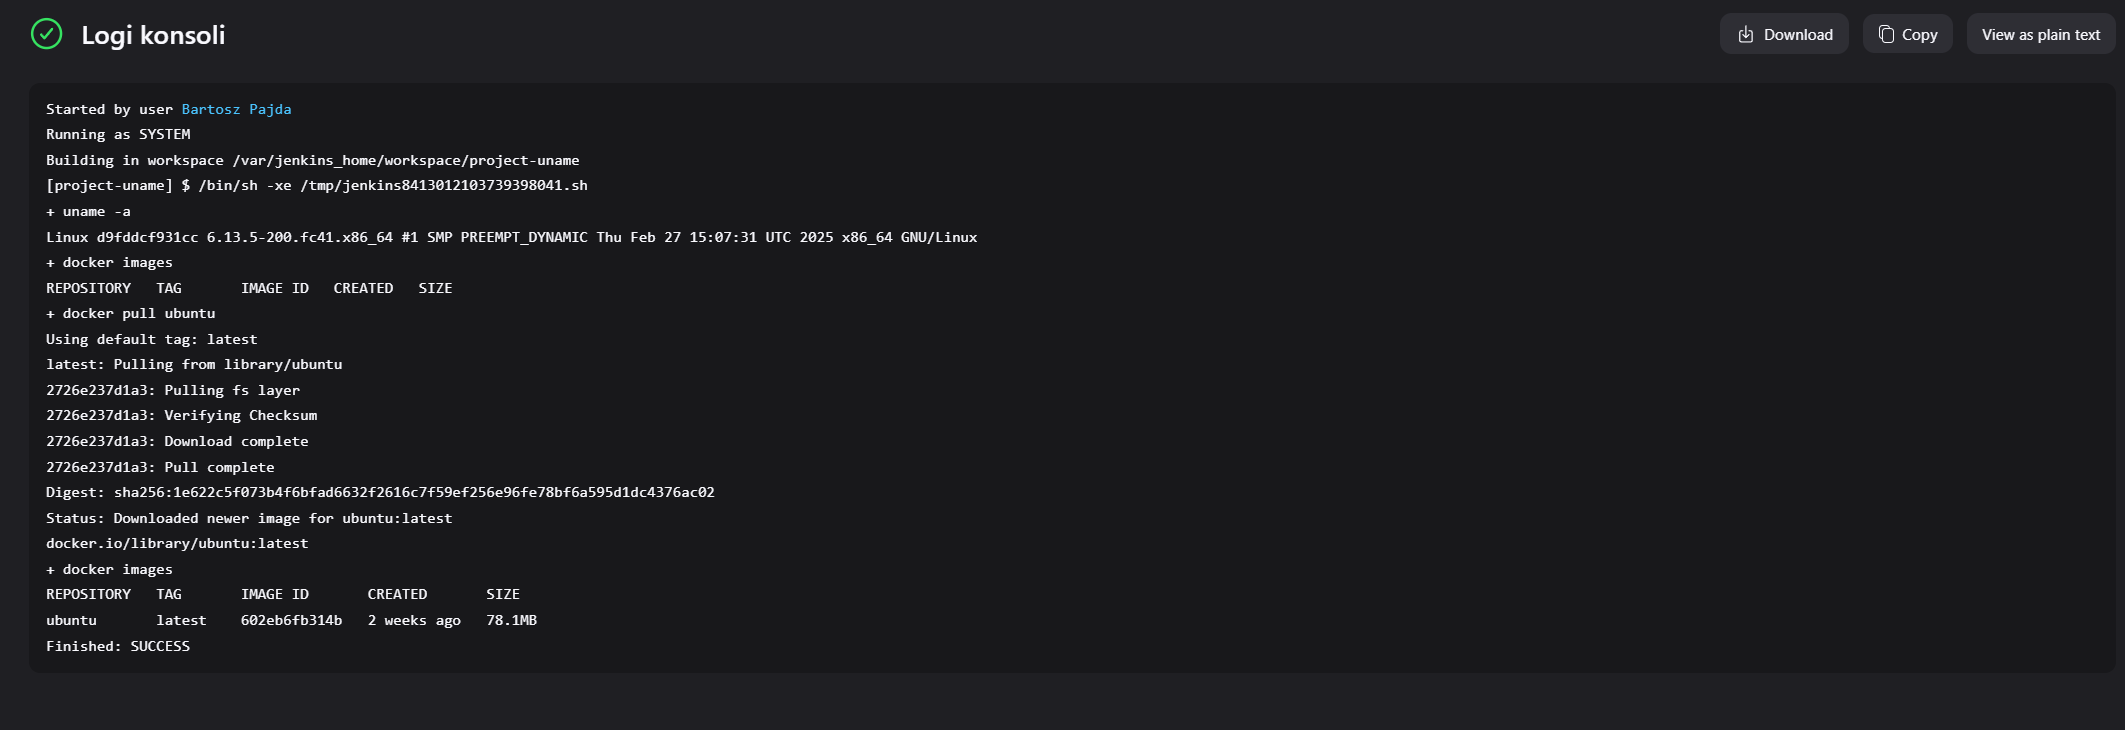 Logi konsoli
Download
Copy
View as plain text
Started by user Bartosz Pajda
Running as SYSTEM
Building in workspace /var/jenkins_home/workspace/project-uname
[project-uname] $ /bin/sh -xe /tmp/jenkins8413012103739398041.sh
+ uname -a
Linux d9fddcf931cc 6.13.5-200.fc41.x86_64 #1 SMP PREEMPT_DYNAMIC Thu Feb 27 15:07:31 UTC 2025 x86_64 GNU/Linux
+ docker images
REPOSITORY   TAG       IMAGE ID   CREATED   SIZE
+ docker pull ubuntu
Using default tag: latest
latest: Pulling from library/ubuntu
2726e237d1a3: Pulling fs layer
2726e237d1a3: Verifying Checksum
2726e237d1a3: Download complete
2726e237d1a3: Pull complete
Digest: sha256:1e622c5f073b4f6bfad6632f2616c7f59ef256e96fe78bf6a595d1dc4376ac02
Status: Downloaded newer image for ubuntu:latest
docker.io/library/ubuntu:latest
+ docker images
REPOSITORY   TAG       IMAGE ID       CREATED       SIZE
ubuntu       latest    602eb6fb314b   2 weeks ago   78.1MB
Finished: SUCCESS